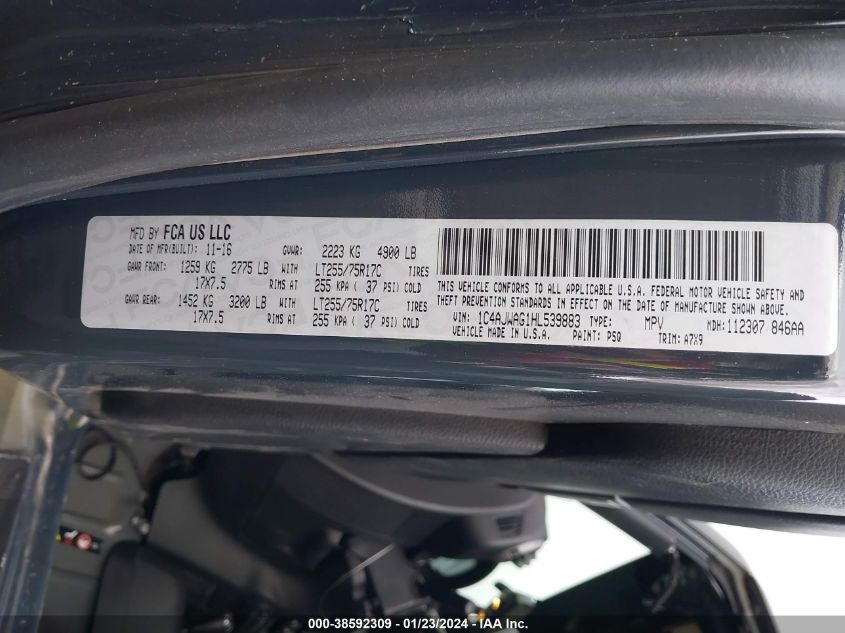 MFD BY FCA US LLC
DATE OF MFR(BUILT): 11-16 GVWR: 2223 KG 4900 LB
GAWR FRONT: 1259 KG 2775 LB WITH LT255/75R17C TIRES
17X7.5 RIMS AT 255 KPA ( 37 PSI) COLD
GAWR REAR: 1452 KG 3200 LB WITH LT255/75R17C TIRES
17X7.5 RIMS AT 255 KPA ( 37 PSI) COLD
THIS VEHICLE CONFORMS TO ALL APPLICABLE U.S.A. FEDERAL MOTOR VEHICLE SAFETY AND
THEFT PREVENTION STANDARDS IN EFFECT ON THE DATE OF MANUFACTURE SHOWN ABOVE.
VIN: 1C4AJWAG1HL539883 TYPE: MPV MDH:112307 846AA
VEHICLE MADE IN U.S.A. PAINT: PSQ TRIM: A7X9
000-38592309 - 01/23/2024 - IAA Inc.